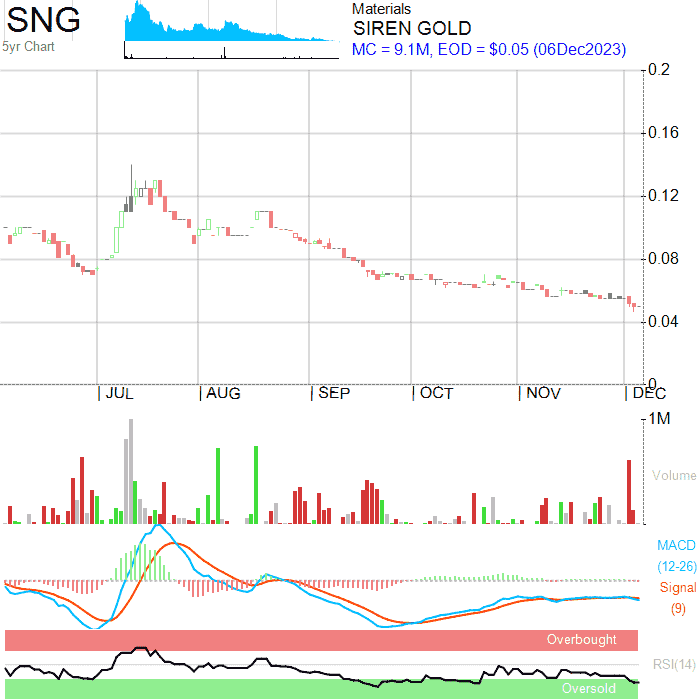 SNG
5yr Chart
Materials
SIREN GOLD
MC = 9.1M, EOD = $0.05 (06Dec2023)
0.2
0.16
0.12
0.08
0.04
0
| JUL | AUG | SEP | OCT | NOV | DEC
1M
Volume
MACD
(12-26)
Signal
(9)
Overbought
RSI(14)
Oversold